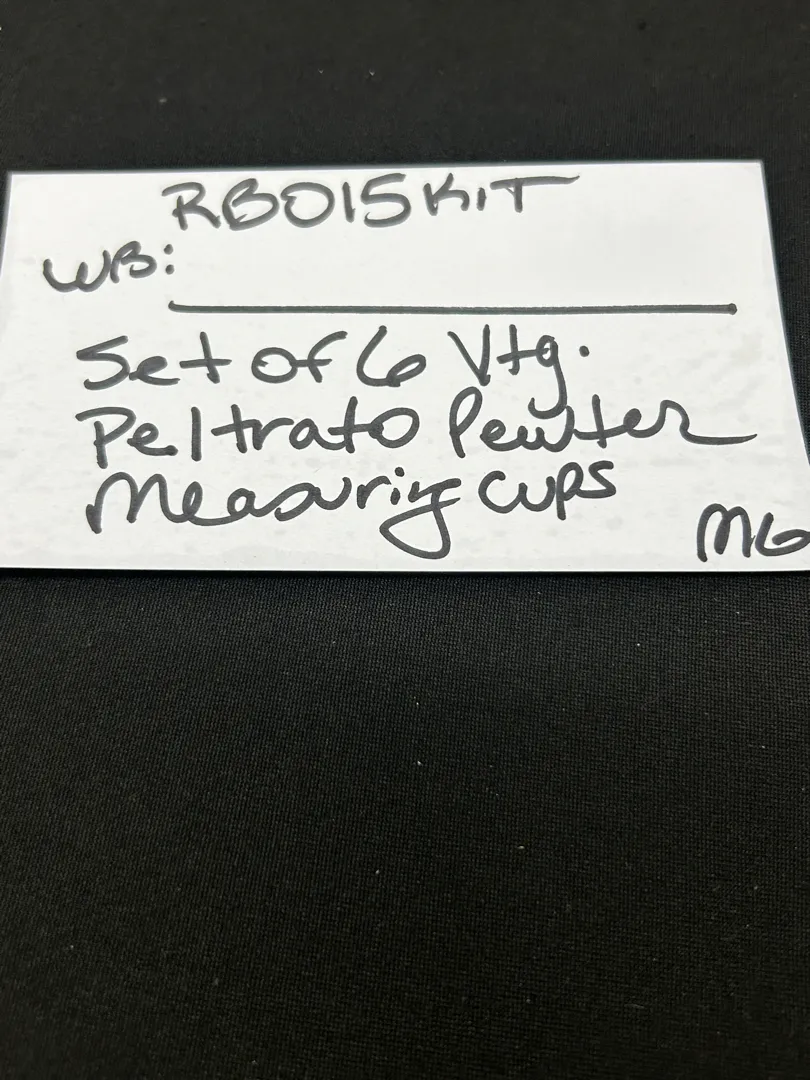 RB015KIT
WB:
Set of 6 Vtg.
Peltrato Pewter
Measuring cups
MG